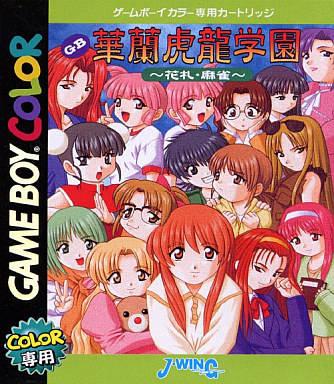 ゲームボーイカラー専用カートリッジ
GB
華蘭虎龍学園
〜花札・麻雀〜
GAME BOY COLOR
COLOR
専用
J・WING